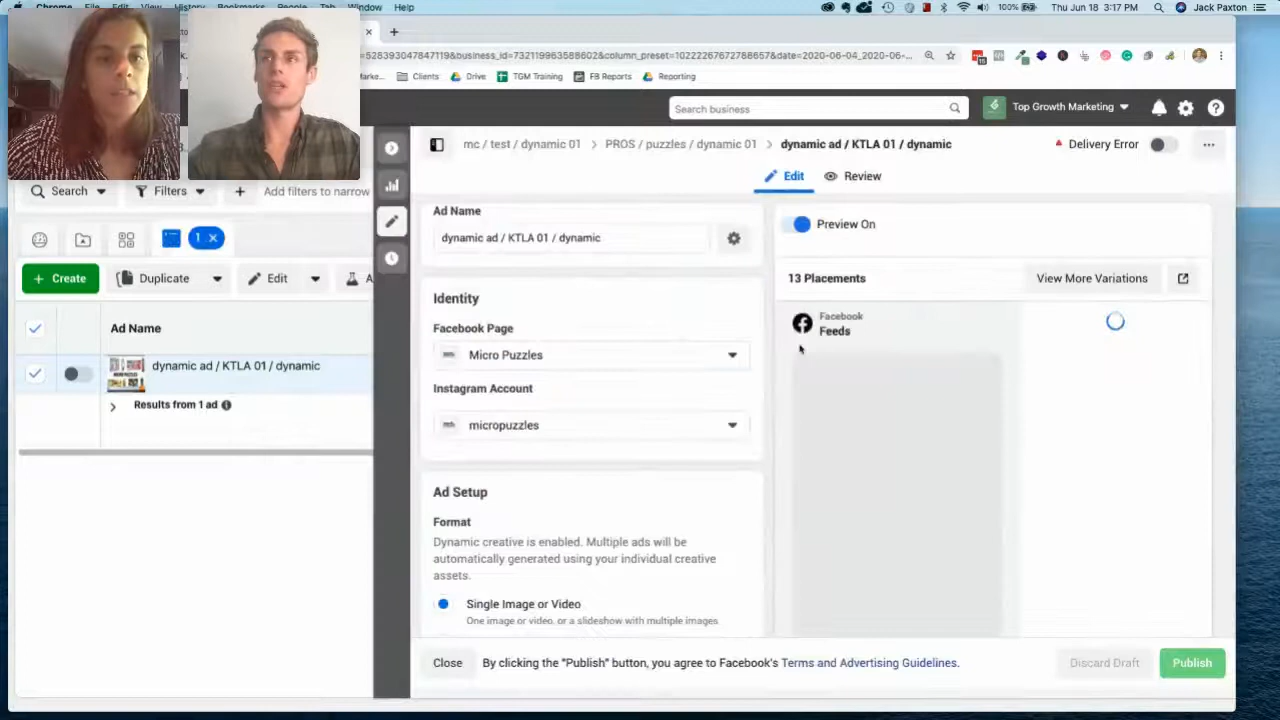 Chrome File Edit View History Bookmarks People Tab Window Help
100% Thu Jun 18 3:17 PM Jack Paxton
528393047847119&business_id=732119963588602&column_preset=10222267672788657&date=2020-06-04_2020-06-...
Marke... Clients Drive TGM Training FB Reports Reporting
Search business
Top Growth Marketing
mc / test / dynamic 01 > PROS / puzzles / dynamic 01 > dynamic ad / KTLA 01 / dynamic
Delivery Error
Edit
Review
Search
Filters
Add filters to narrow
1
Create
Duplicate
Edit
A
Ad Name
dynamic ad / KTLA 01 / dynamic
Results from 1 ad
Ad Name
dynamic ad / KTLA 01 / dynamic
Identity
Facebook Page
Micro Puzzles
Instagram Account
micropuzzles
Ad Setup
Format
Dynamic creative is enabled. Multiple ads will be
automatically generated using your individual creative
assets.
Single Image or Video
One image or video, or a slideshow with multiple images
Preview On
13 Placements
View More Variations
Facebook
Feeds
Close
By clicking the "Publish" button, you agree to Facebook's Terms and Advertising Guidelines.
Discard Draft
Publish